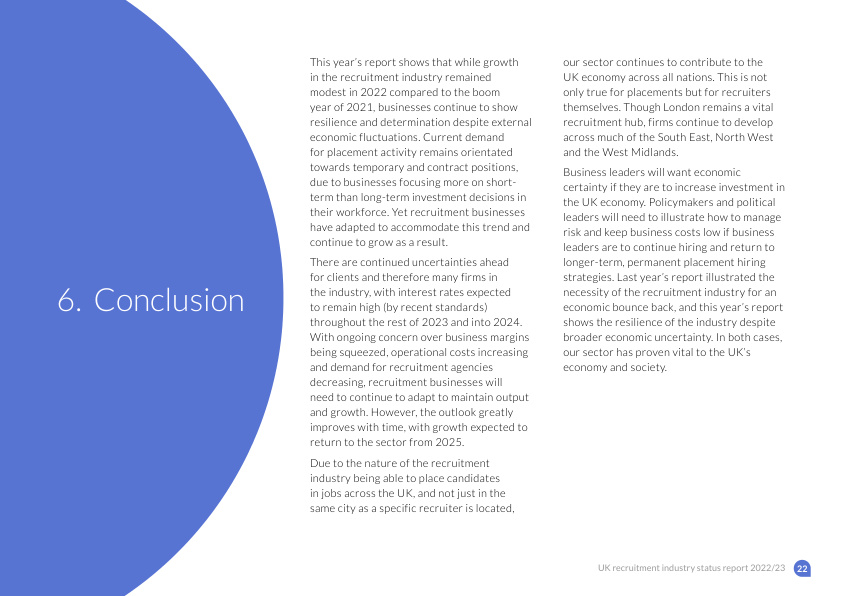 6. Conclusion
This year's report shows that while growth
in the recruitment industry remained
modest in 2022 compared to the boom
year of 2021, businesses continue to show
resilience and determination despite external
economic fluctuations. Current demand
for placement activity remains orientated
towards temporary and contract positions,
due to businesses focusing more on short-
term than long-term investment decisions in
their workforce. Yet recruitment businesses
have adapted to accommodate this trend and
continue to grow as a result.
There are continued uncertainties ahead
for clients and therefore many firms in
the industry, with interest rates expected
to remain high (by recent standards)
throughout the rest of 2023 and into 2024.
With ongoing concern over business margins
being squeezed, operational costs increasing
and demand for recruitment agencies
decreasing, recruitment businesses will
need to continue to adapt to maintain output
and growth. However, the outlook greatly
improves with time, with growth expected to
return to the sector from 2025.
Due to the nature of the recruitment
industry being able to place candidates
in jobs across the UK, and not just in the
same city as a specific recruiter is located,
our sector continues to contribute to the
UK economy across all nations. This is not
only true for placements but for recruiters
themselves. Though London remains a vital
recruitment hub, firms continue to develop
across much of the South East, North West
and the West Midlands.
Business leaders will want economic
certainty if they are to increase investment in
the UK economy. Policymakers and political
leaders will need to illustrate how to manage
risk and keep business costs low if business
leaders are to continue hiring and return to
longer-term, permanent placement hiring
strategies. Last year's report illustrated the
necessity of the recruitment industry for an
economic bounce back, and this year's report
shows the resilience of the industry despite
broader economic uncertainty. In both cases,
our sector has proven vital to the UK's
economy and society.
UK recruitment industry status report 2022/23 22